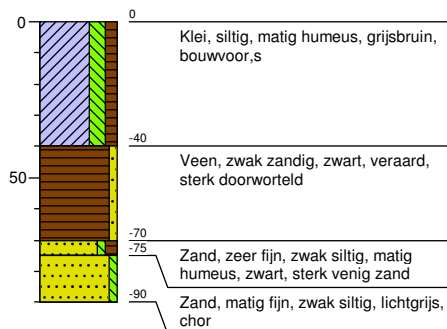 0
0
Klei, siltig, matig humeus, grijsbruin,
bouwvoor,s
-40
Veen, zwak zandig, zwart, veraard,
sterk doorworteld
50
-70
-75
Zand, zeer fijn, zwak siltig, matig
humeus, zwart, sterk venig zand
-90
Zand, matig fijn, zwak siltig, lichtgrijs,
chor